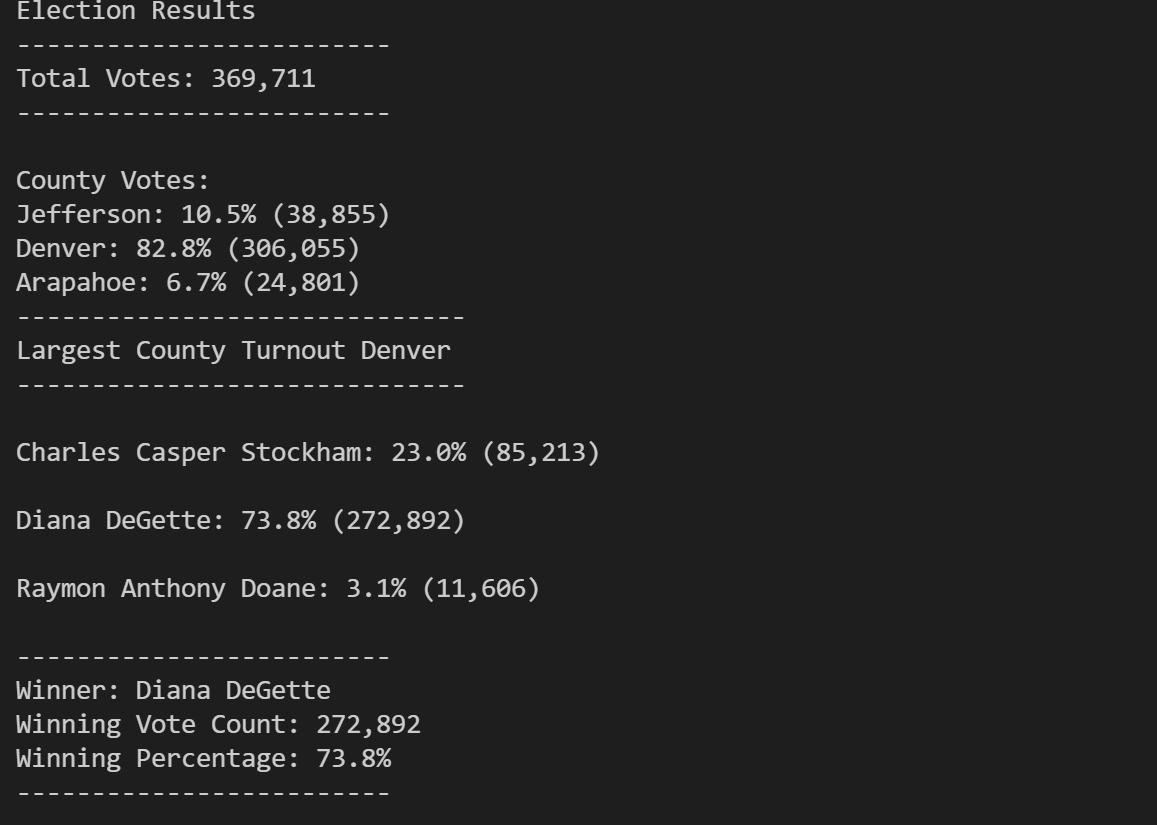 Election Results
-------------------------
Total Votes: 369,711
-------------------------
County Votes:
Jefferson: 10.5% (38,855)
Denver: 82.8% (306,055)
Arapahoe: 6.7% (24,801)
------------------------------
Largest County Turnout Denver
------------------------------
Charles Casper Stockham: 23.0% (85,213)
Diana DeGette: 73.8% (272,892)
Raymon Anthony Doane: 3.1% (11,606)
-------------------------
Winner: Diana DeGette
Winning Vote Count: 272,892
Winning Percentage: 73.8%
-------------------------